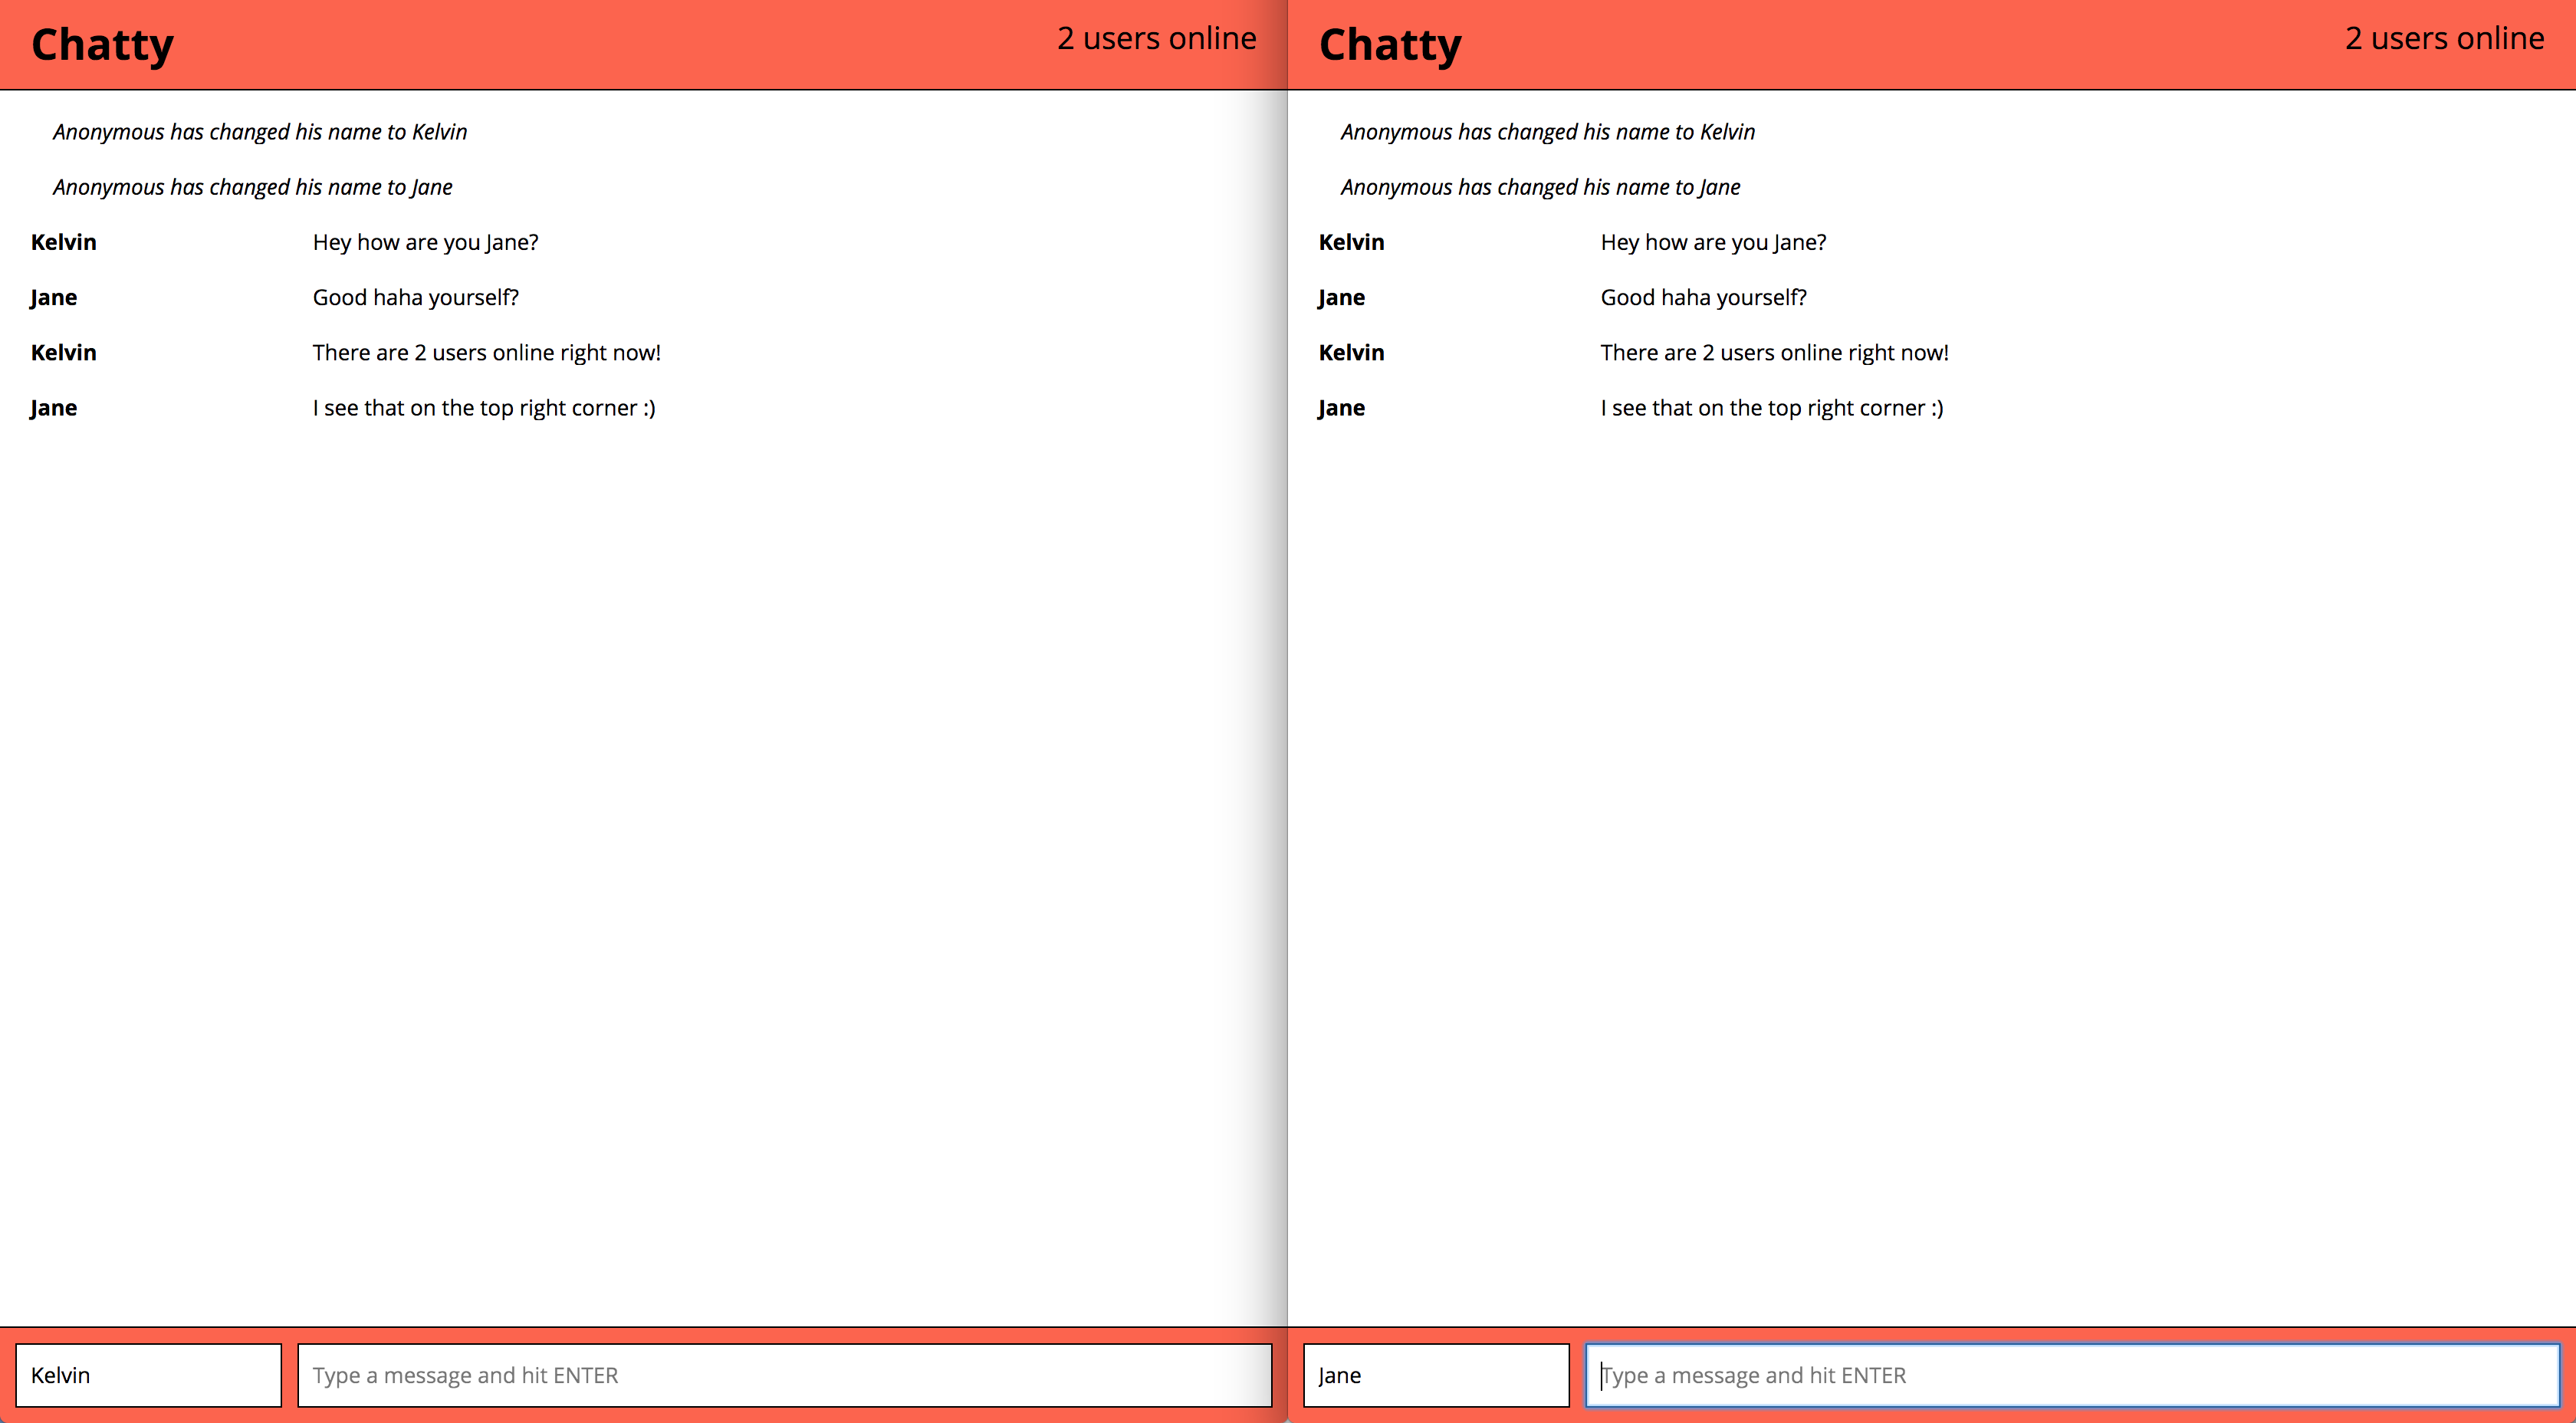 Chatty
2 users online
Anonymous has changed his name to Kelvin
Anonymous has changed his name to Jane
Kelvin Hey how are you Jane?
Jane Good haha yourself?
Kelvin There are 2 users online right now!
Jane I see that on the top right corner :)
Kelvin Type a message and hit ENTER
Chatty
2 users online
Anonymous has changed his name to Kelvin
Anonymous has changed his name to Jane
Kelvin Hey how are you Jane?
Jane Good haha yourself?
Kelvin There are 2 users online right now!
Jane I see that on the top right corner :)
Jane Type a message and hit ENTER